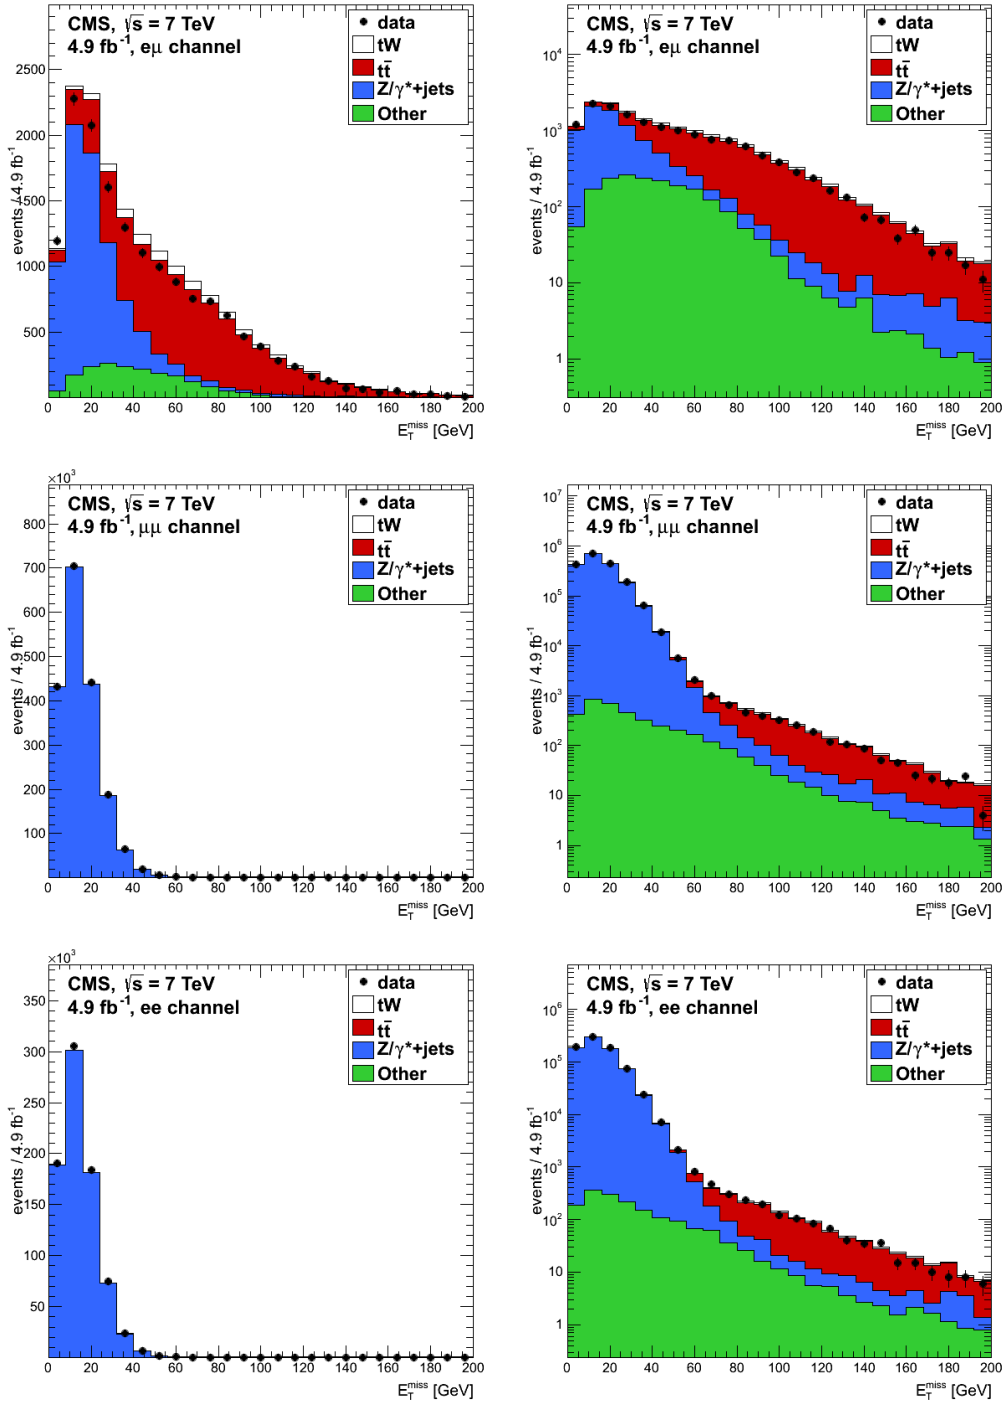 CMS, √s = 7 TeV
4.9 fb⁻¹, eμ channel
data
tW
tt̄
Z/γ*+jets
Other
events / 4.9 fb⁻¹
2500
2000
1500
1000
500
0 20 40 60 80 100 120 140 160 180 200
E_T^miss [GeV]
CMS, √s = 7 TeV
4.9 fb⁻¹, eμ channel
data
tW
tt̄
Z/γ*+jets
Other
events / 4.9 fb⁻¹
10⁴
10³
10²
10
1
0 20 40 60 80 100 120 140 160 180 200
E_T^miss [GeV]
×10³
CMS, √s = 7 TeV
4.9 fb⁻¹, μμ channel
data
tW
tt̄
Z/γ*+jets
Other
events / 4.9 fb⁻¹
800
700
600
500
400
300
200
100
0 20 40 60 80 100 120 140 160 180 200
E_T^miss [GeV]
CMS, √s = 7 TeV
4.9 fb⁻¹, μμ channel
data
tW
tt̄
Z/γ*+jets
Other
events / 4.9 fb⁻¹
10⁷
10⁶
10⁵
10⁴
10³
10²
10
1
0 20 40 60 80 100 120 140 160 180 200
E_T^miss [GeV]
×10³
CMS, √s = 7 TeV
4.9 fb⁻¹, ee channel
data
tW
tt̄
Z/γ*+jets
Other
events / 4.9 fb⁻¹
350
300
250
200
150
100
50
0 20 40 60 80 100 120 140 160 180 200
E_T^miss [GeV]
CMS, √s = 7 TeV
4.9 fb⁻¹, ee channel
data
tW
tt̄
Z/γ*+jets
Other
events / 4.9 fb⁻¹
10⁶
10⁵
10⁴
10³
10²
10
1
0 20 40 60 80 100 120 140 160 180 200
E_T^miss [GeV]